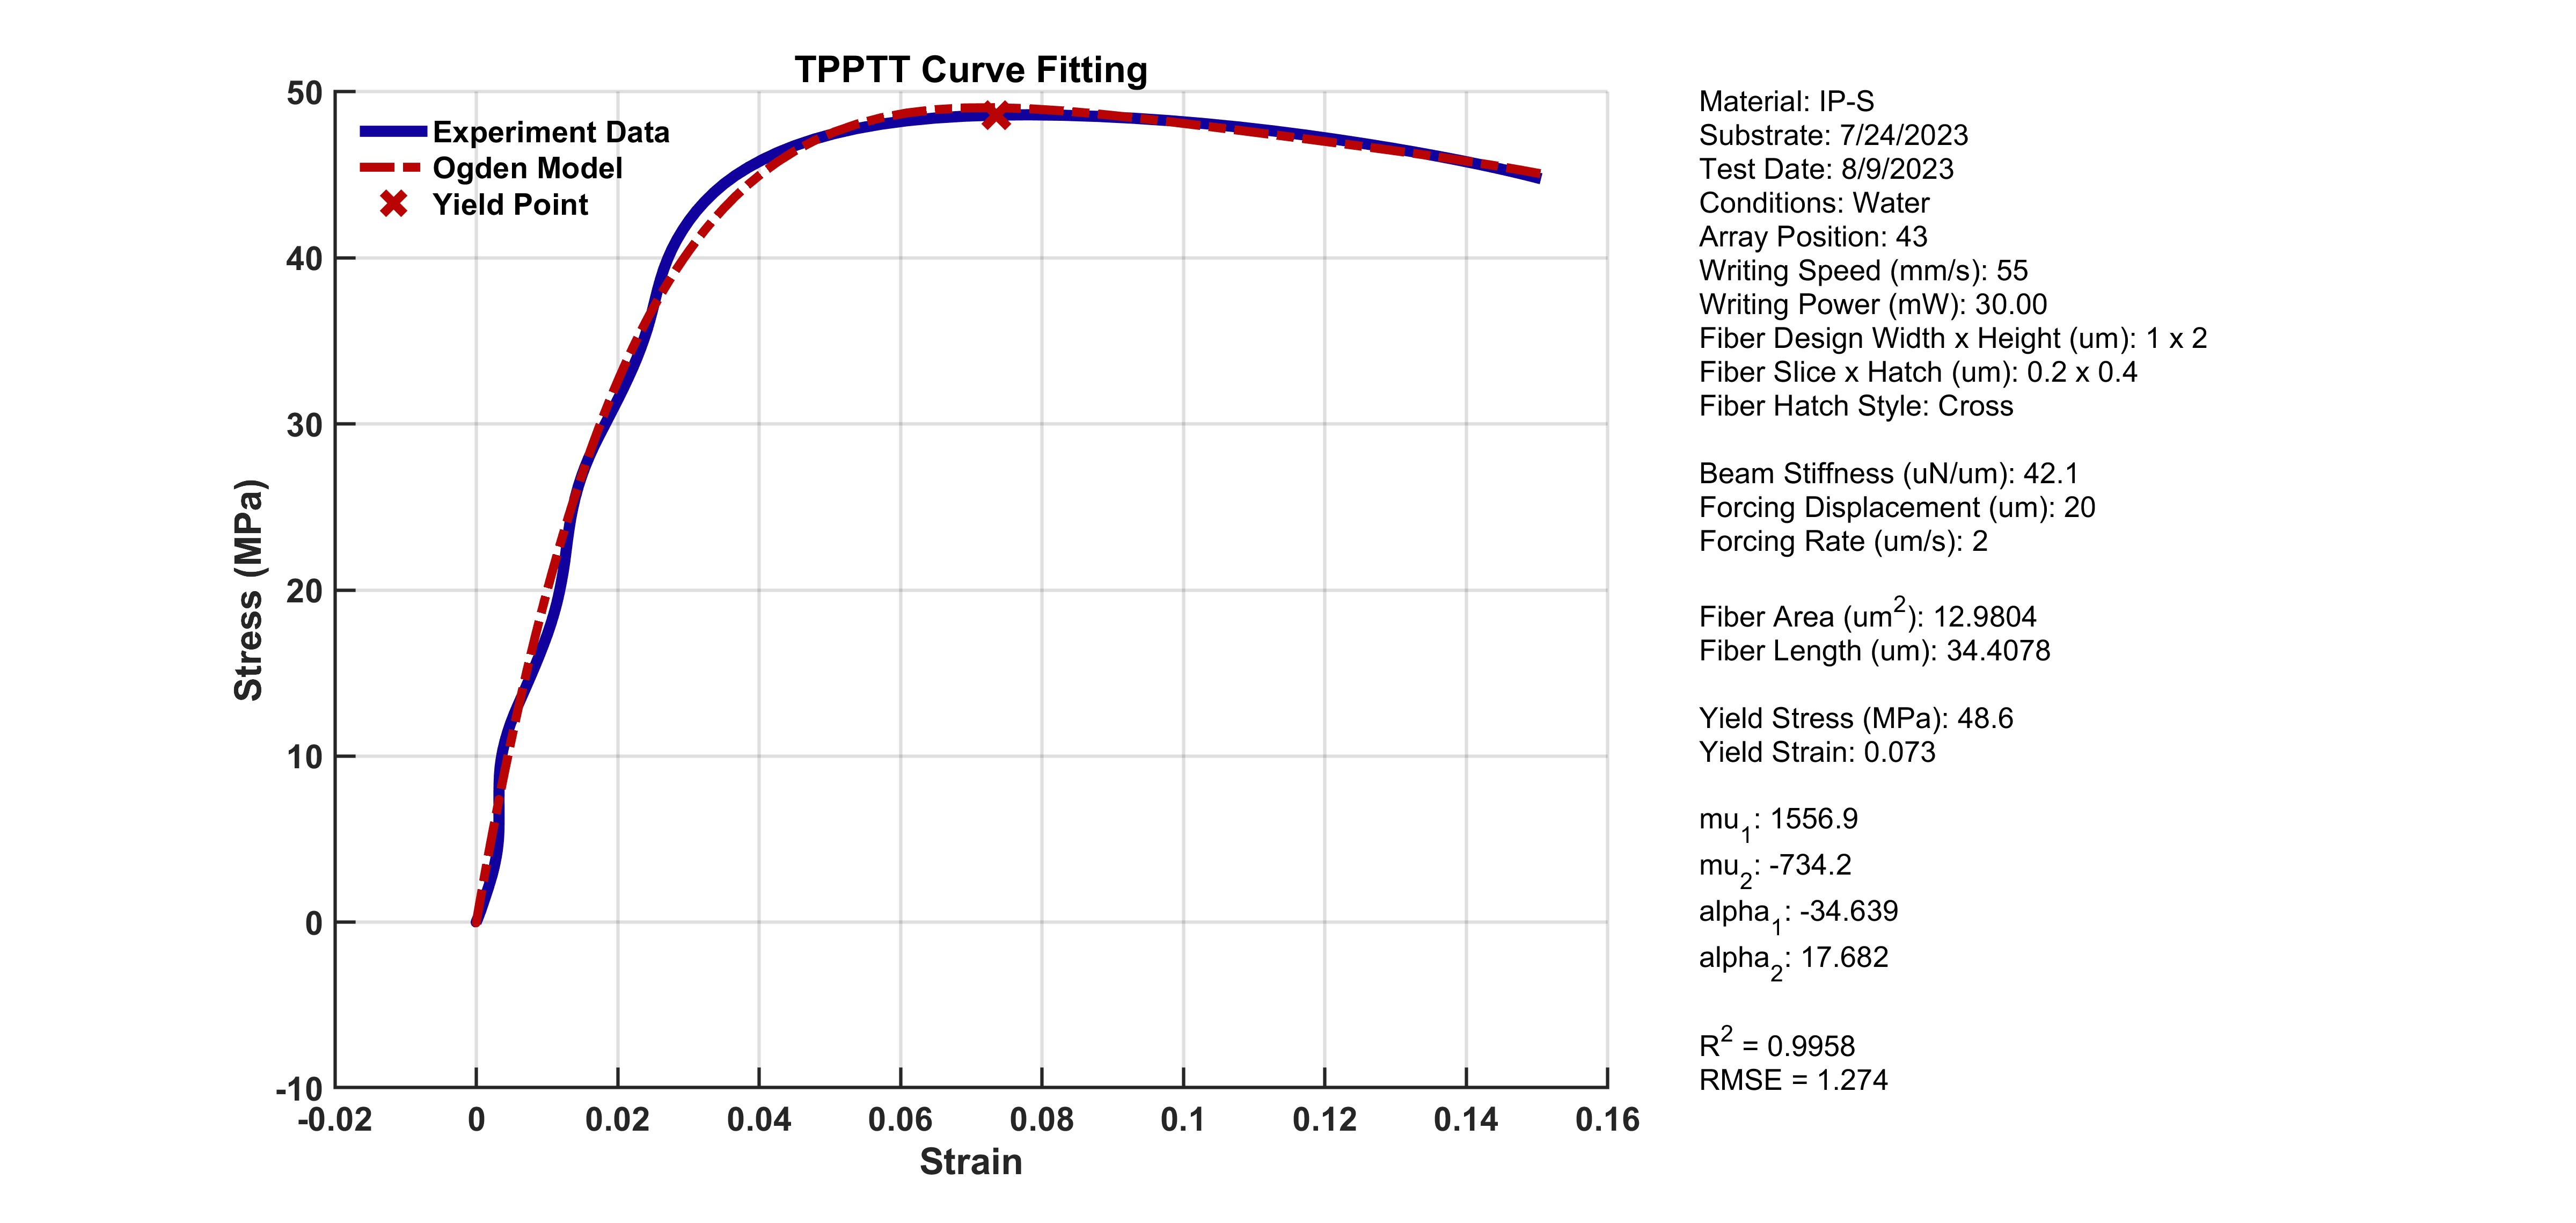 TPPTT Curve Fitting
Experiment Data
Ogden Model
Yield Point
50
40
30
20
10
0
-10
Stress (MPa)
-0.02 0 0.02 0.04 0.06 0.08 0.1 0.12 0.14 0.16
Strain
Material: IP-S
Substrate: 7/24/2023
Test Date: 8/9/2023
Conditions: Water
Array Position: 43
Writing Speed (mm/s): 55
Writing Power (mW): 30.00
Fiber Design Width x Height (um): 1 x 2
Fiber Slice x Hatch (um): 0.2 x 0.4
Fiber Hatch Style: Cross
Beam Stiffness (uN/um): 42.1
Forcing Displacement (um): 20
Forcing Rate (um/s): 2
Fiber Area (um²): 12.9804
Fiber Length (um): 34.4078
Yield Stress (MPa): 48.6
Yield Strain: 0.073
mu₁: 1556.9
mu₂: -734.2
alpha₁: -34.639
alpha₂: 17.682
R² = 0.9958
RMSE = 1.274